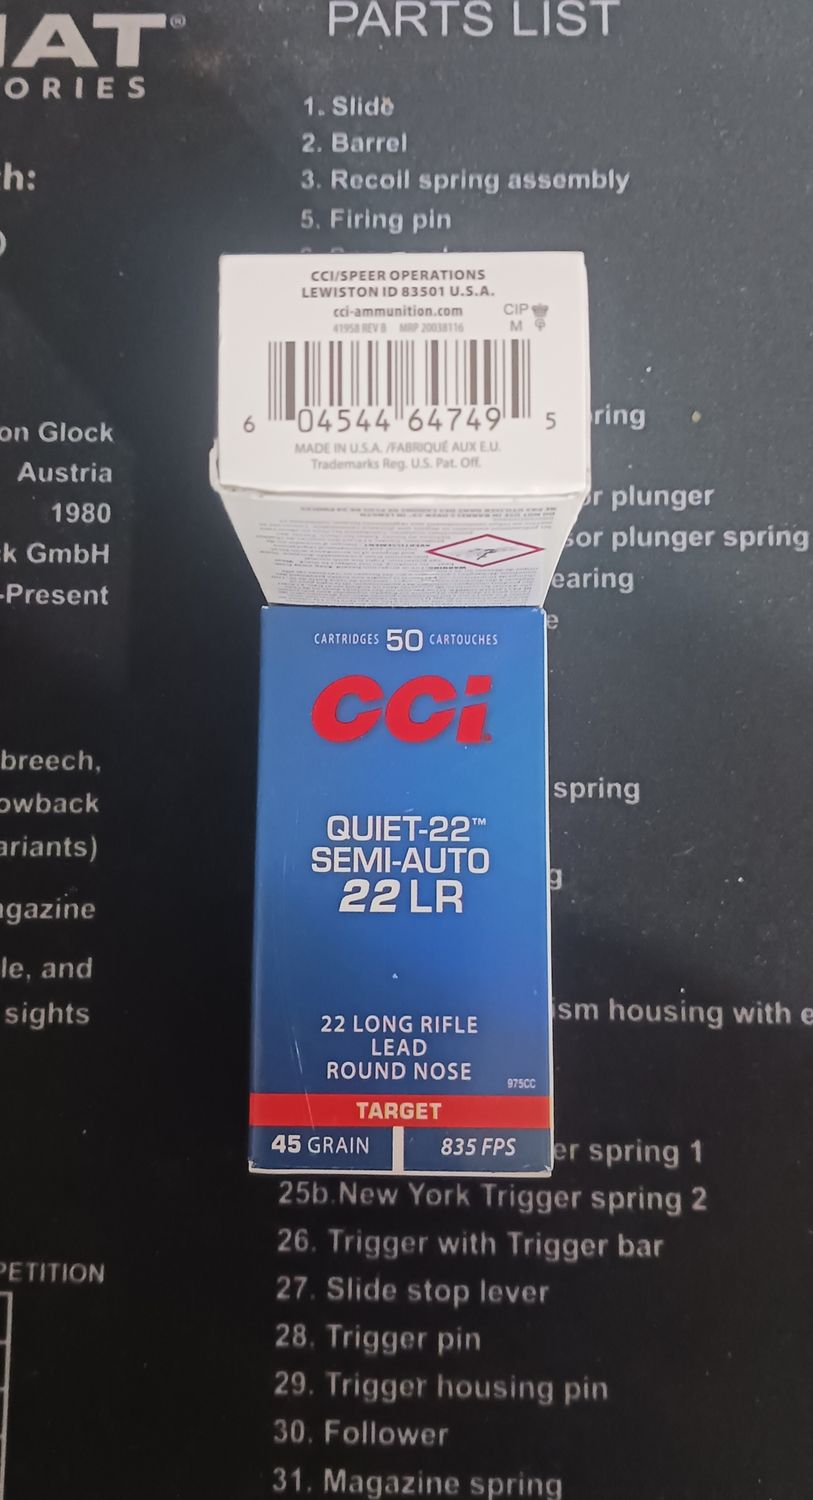 IAT®
ORIES
h:
on Glock
Austria
1980
k GmbH
-Present
breech,
owback
ariants)
agazine
le, and
sights
PETITION
PARTS LIST
1. Slide
2. Barrel
3. Recoil spring assembly
5. Firing pin
ring
or plunger
sor plunger spring
earing
e
spring
g
ism housing with e
er spring 1
25b.New York Trigger spring 2
26. Trigger with Trigger bar
27. Slide stop lever
28. Trigger pin
29. Trigger housing pin
30. Follower
31. Magazine spring
CCI/SPEER OPERATIONS
LEWISTON ID 83501 U.S.A.
cci-ammunition.com
41958 REV B MRP 20038116
CIP
M
6 04544 64749 5
MADE IN U.S.A. /FABRIQUÉ AUX E.U.
Trademarks Reg. U.S. Pat. Off.
CARTRIDGES 50 CARTOUCHES
CCI
QUIET-22™
SEMI-AUTO
22 LR
22 LONG RIFLE
LEAD
ROUND NOSE
975CC
TARGET
45 GRAIN
835 FPS